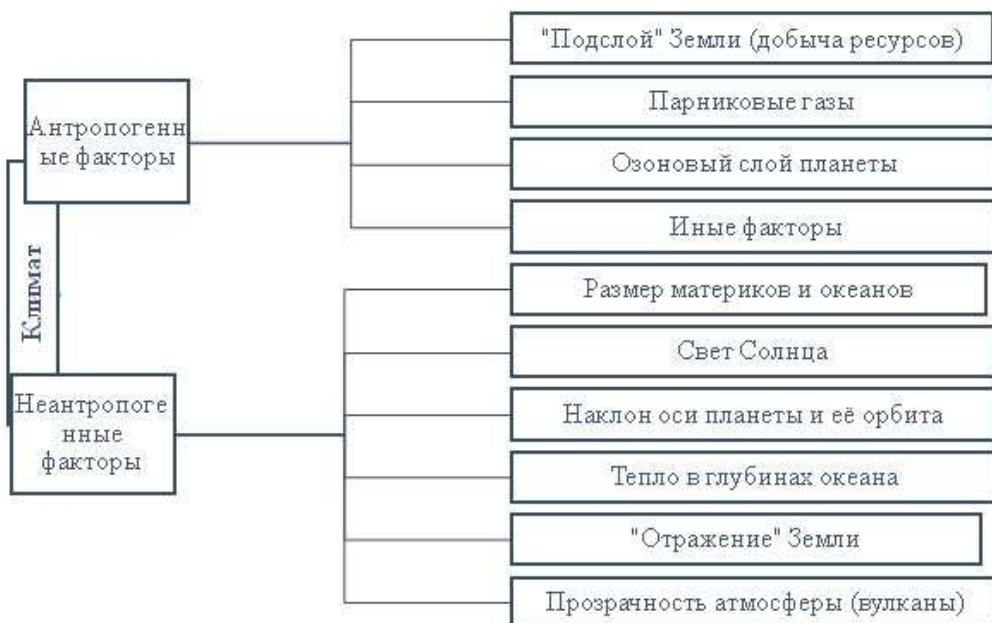 Климат
Антропогенн
ые факторы
"Подслой" Земли (добыча ресурсов)
Парниковые газы
Озоновый слой планеты
Иные факторы
Неантропоге
нные
факторы
Размер материков и океанов
Свет Солнца
Наклон оси планеты и её орбита
Тепло в глубинах океана
"Отражение" Земли
Прозрачность атмосферы (вулканы)